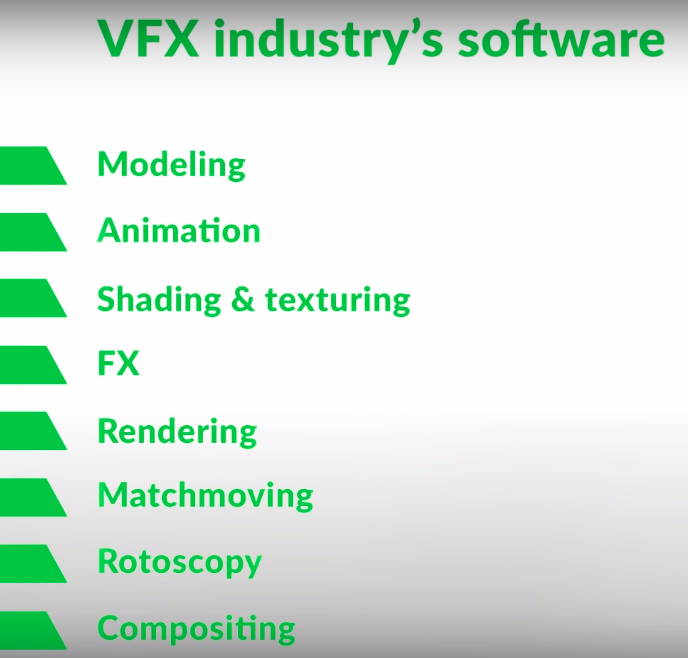 VFX industry’s software
Modeling
Animation
Shading & texturing
FX
Rendering
Matchmoving
Rotoscopy
Compositing